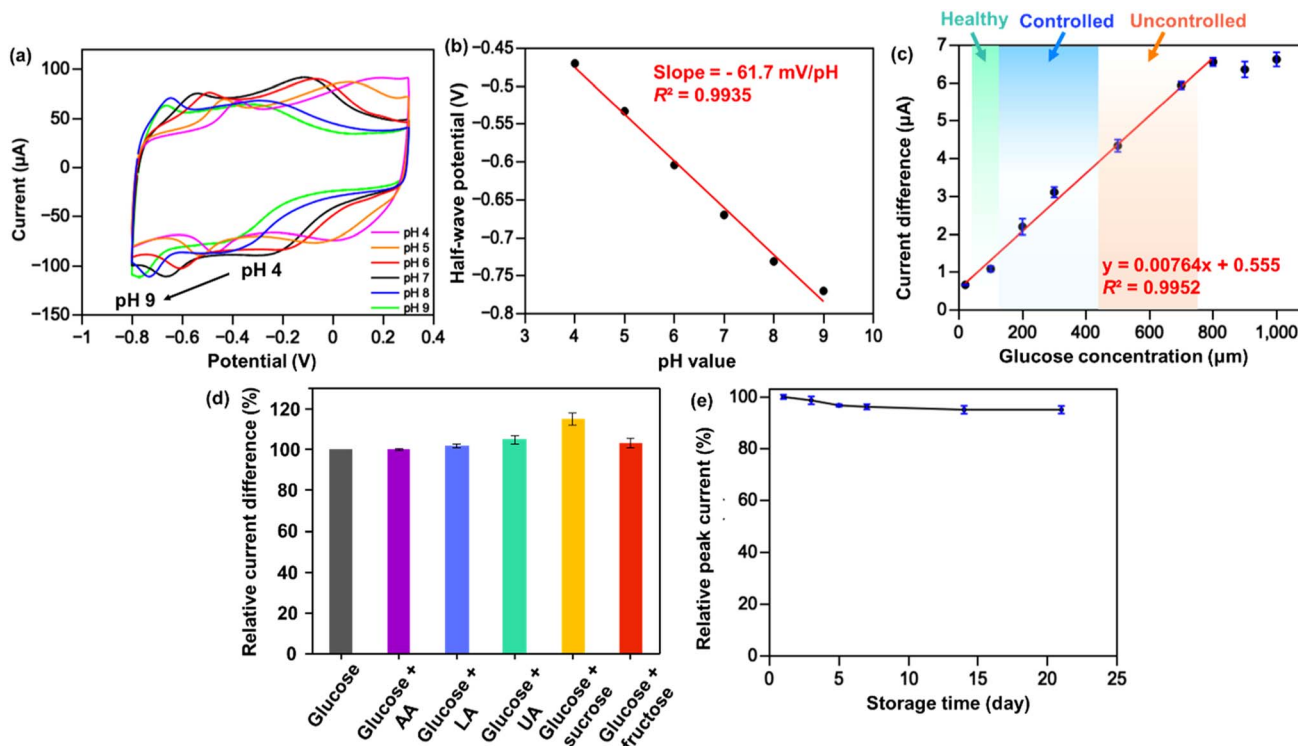 (a)
Current (µA)
100
50
0
−50
−100
−150
pH 4
pH 5
pH 6
pH 7
pH 8
pH 9
pH 4
pH 9
−1
−0.8
−0.6
−0.4
−0.2
0
0.2
0.4
Potential (V)
(b)
Half-wave potential (V)
−0.45
−0.5
−0.55
−0.6
−0.65
−0.7
−0.75
−0.8
Slope = - 61.7 mV/pH
R² = 0.9935
3
4
5
6
7
8
9
10
pH value
Healthy
Controlled
Uncontrolled
(c)
Current difference (µA)
7
6
5
4
3
2
1
0
y = 0.00764x + 0.555
R² = 0.9952
0
200
400
600
800
1,000
Glucose concentration (µm)
(d)
Relative current difference (%)
120
100
80
60
40
20
0
Glucose
Glucose +
AA
Glucose +
LA
Glucose +
UA
Glucose +
sucrose
Glucose +
fructose
(e)
Relative peak current (%)
100
80
60
40
20
0
0
5
10
15
20
25
Storage time (day)